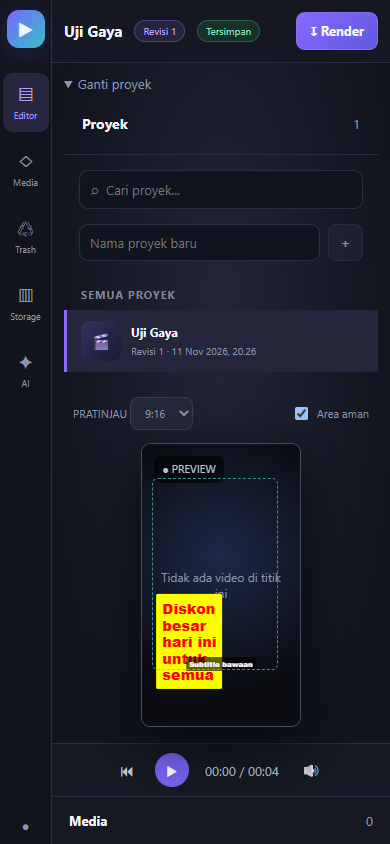 Uji Gaya
Revisi 1
Tersimpan
Render
Editor
Media
Trash
Storage
AI
Ganti proyek
Proyek
1
Cari proyek...
Nama proyek baru
+
SEMUA PROYEK
Uji Gaya
Revisi 1 · 11 Nov 2026, 20.26
PRATINJAU
9:16
Area aman
PREVIEW
Tidak ada video di titik
ini
Diskon
besar
hari ini
untuk
semua
Subtitle bawaan
00:00 / 00:04
Media
0